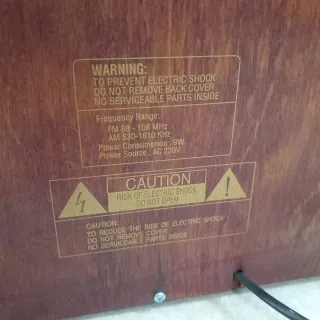 WARNING:
TO PREVENT ELECTRIC SHOCK
DO NOT REMOVE BACK COVER
NO SERVICEABLE PARTS INSIDE
Frequency Range:
FM 88 - 108 MHz
AM 530-1610 KHz
Power Consumention : 9W
Power Source : AC 220V
CAUTION
RISK OF ELECTRIC SHOCK
DO NOT OPEN
CAUTION:
TO REDUCE THE RISK OF ELECTRIC SHOCK
DO NOT REMOVE COVER
NO SERVICEABLE PARTS INSIDE